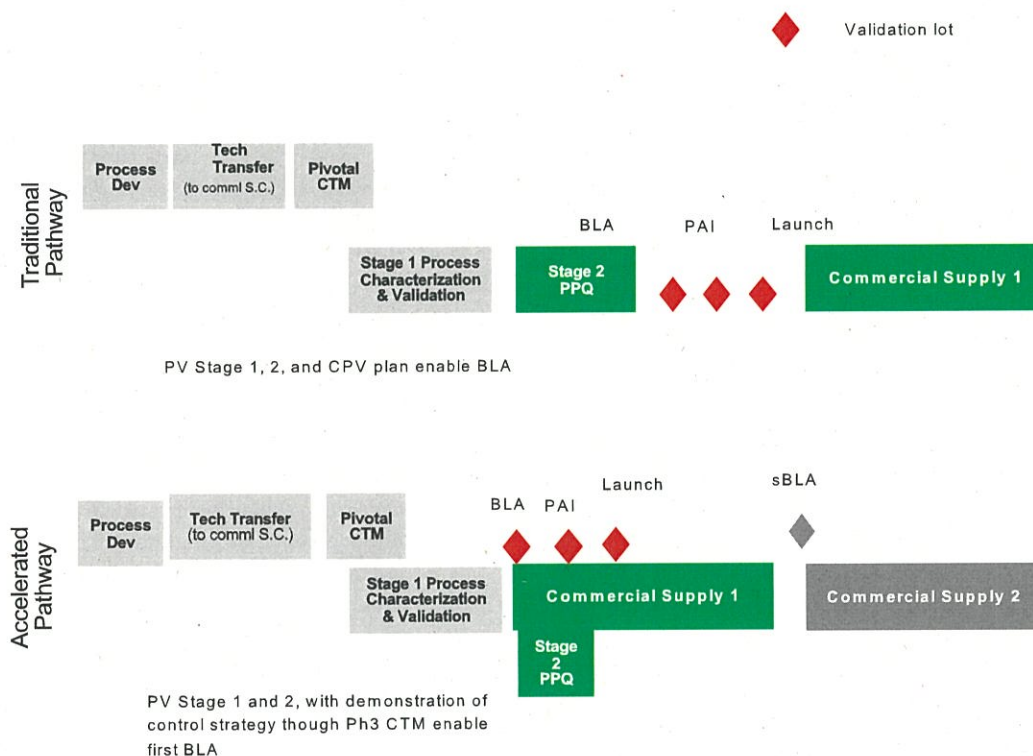 Validation lot
Traditional
Pathway
Process
Dev
Tech
Transfer
(to comml S.C.)
Pivotal
CTM
BLA
PAI
Launch
Stage 1 Process
Characterization
& Validation
Stage 2
PPQ
Commercial Supply 1
PV Stage 1, 2, and CPV plan enable BLA
Accelerated
Pathway
Process
Dev
Tech Transfer
(to comml S.C.)
Pivotal
CTM
BLA
PAI
Launch
sBLA
Stage 1 Process
Characterization
& Validation
Commercial Supply 1
Commercial Supply 2
Stage
2
PPQ
PV Stage 1 and 2, with demonstration of
control strategy though Ph3 CTM enable
first BLA